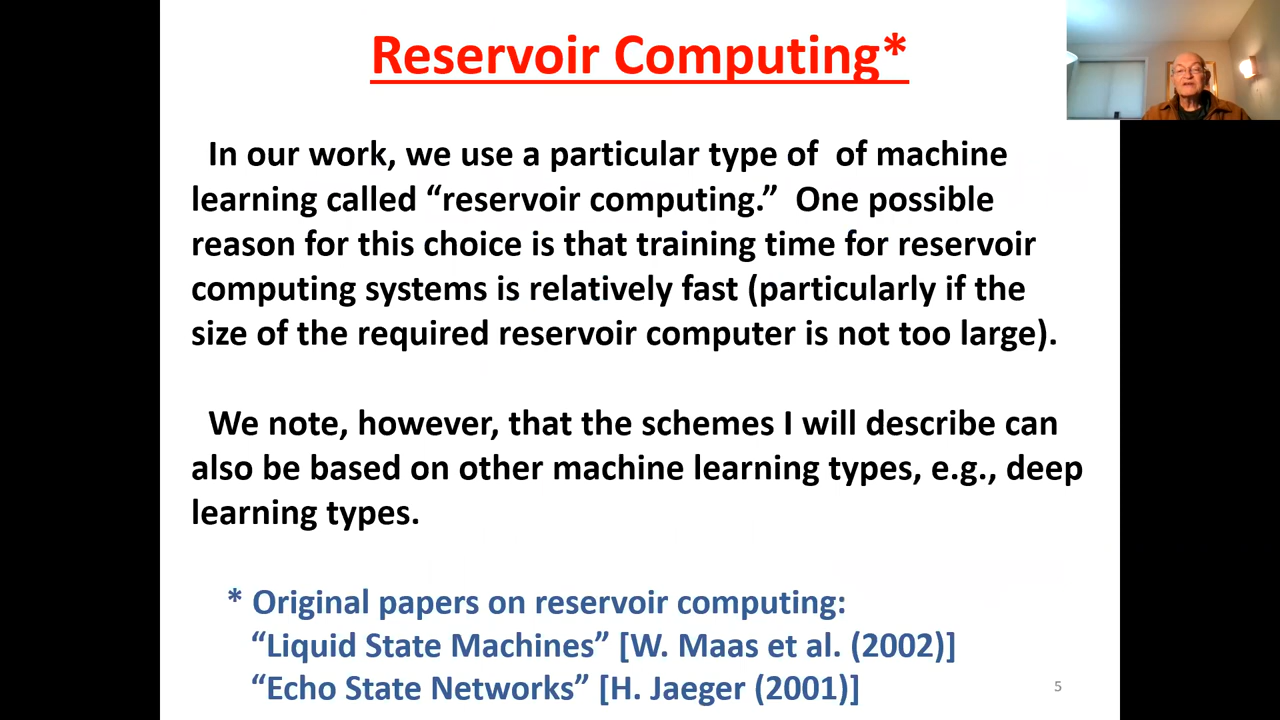 Reservoir Computing*
In our work, we use a particular type of of machine
learning called “reservoir computing.” One possible
reason for this choice is that training time for reservoir
computing systems is relatively fast (particularly if the
size of the required reservoir computer is not too large).
We note, however, that the schemes I will describe can
also be based on other machine learning types, e.g., deep
learning types.
* Original papers on reservoir computing:
“Liquid State Machines” [W. Maas et al. (2002)]
“Echo State Networks” [H. Jaeger (2001)]
5